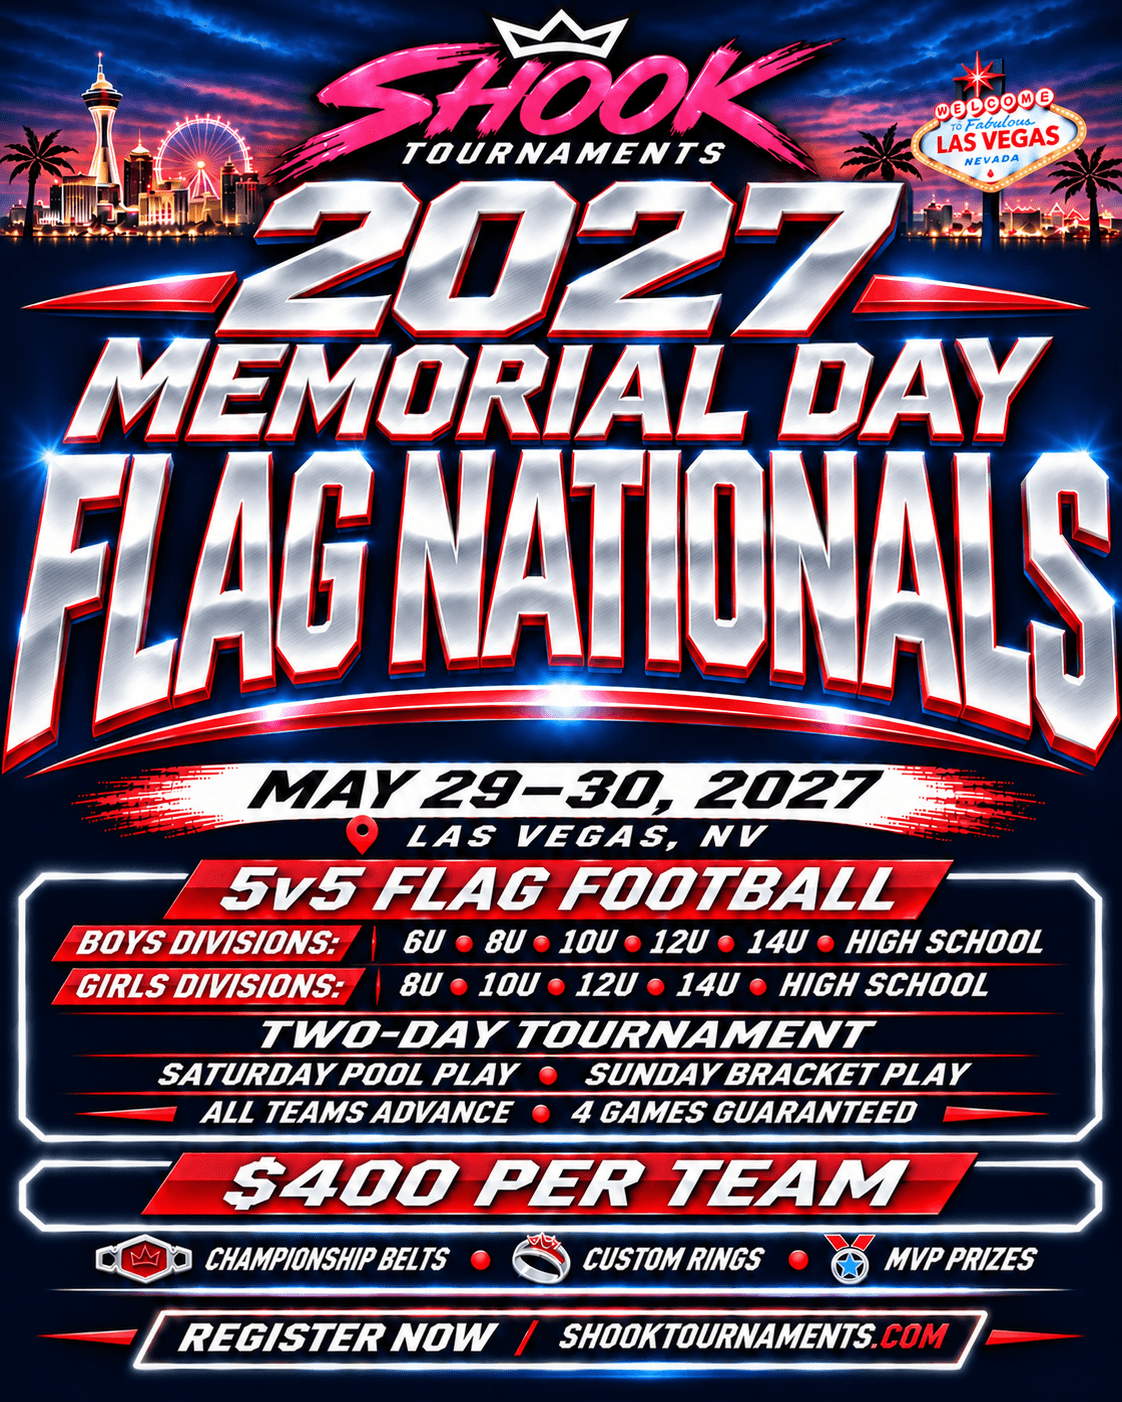 SHOOK
TOURNAMENTS
WELCOME
TO Fabulous
LAS VEGAS
NEVADA
2027
MEMORIAL DAY
FLAG NATIONALS
MAY 29–30, 2027
LAS VEGAS, NV
5v5 FLAG FOOTBALL
BOYS DIVISIONS: 6U • 8U • 10U • 12U • 14U • HIGH SCHOOL
GIRLS DIVISIONS: 8U • 10U • 12U • 14U • HIGH SCHOOL
TWO-DAY TOURNAMENT
SATURDAY POOL PLAY • SUNDAY BRACKET PLAY
ALL TEAMS ADVANCE • 4 GAMES GUARANTEED
$400 PER TEAM
CHAMPIONSHIP BELTS • CUSTOM RINGS • MVP PRIZES
REGISTER NOW / SHOOKTOURNAMENTS.COM